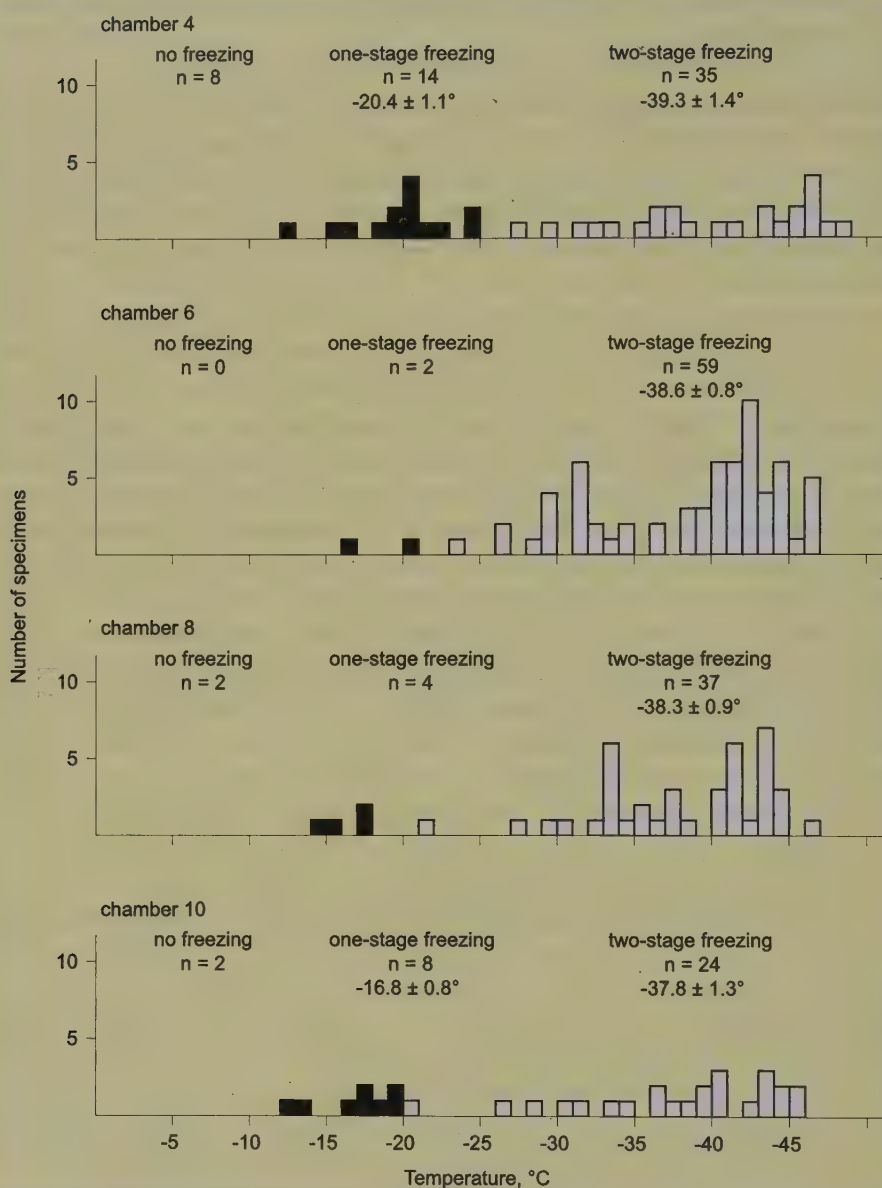 chamber 4
no freezing one-stage freezing two-stage freezing
n = 8 n = 14 n = 35
-20.4 ± 1.1° -39.3 ± 1.4°
10
5
chamber 6
no freezing one-stage freezing two-stage freezing
n = 0 n = 2 n = 59
-38.6 ± 0.8°
10
5
Number of specimens
chamber 8
no freezing one-stage freezing two-stage freezing
n = 2 n = 4 n = 37
-38.3 ± 0.9°
10
5
chamber 10
no freezing one-stage freezing two-stage freezing
n = 2 n = 8 n = 24
-16.8 ± 0.8° -37.8 ± 1.3°
10
5
-5 -10 -15 -20 -25 -30 -35 -40 -45
Temperature, °C